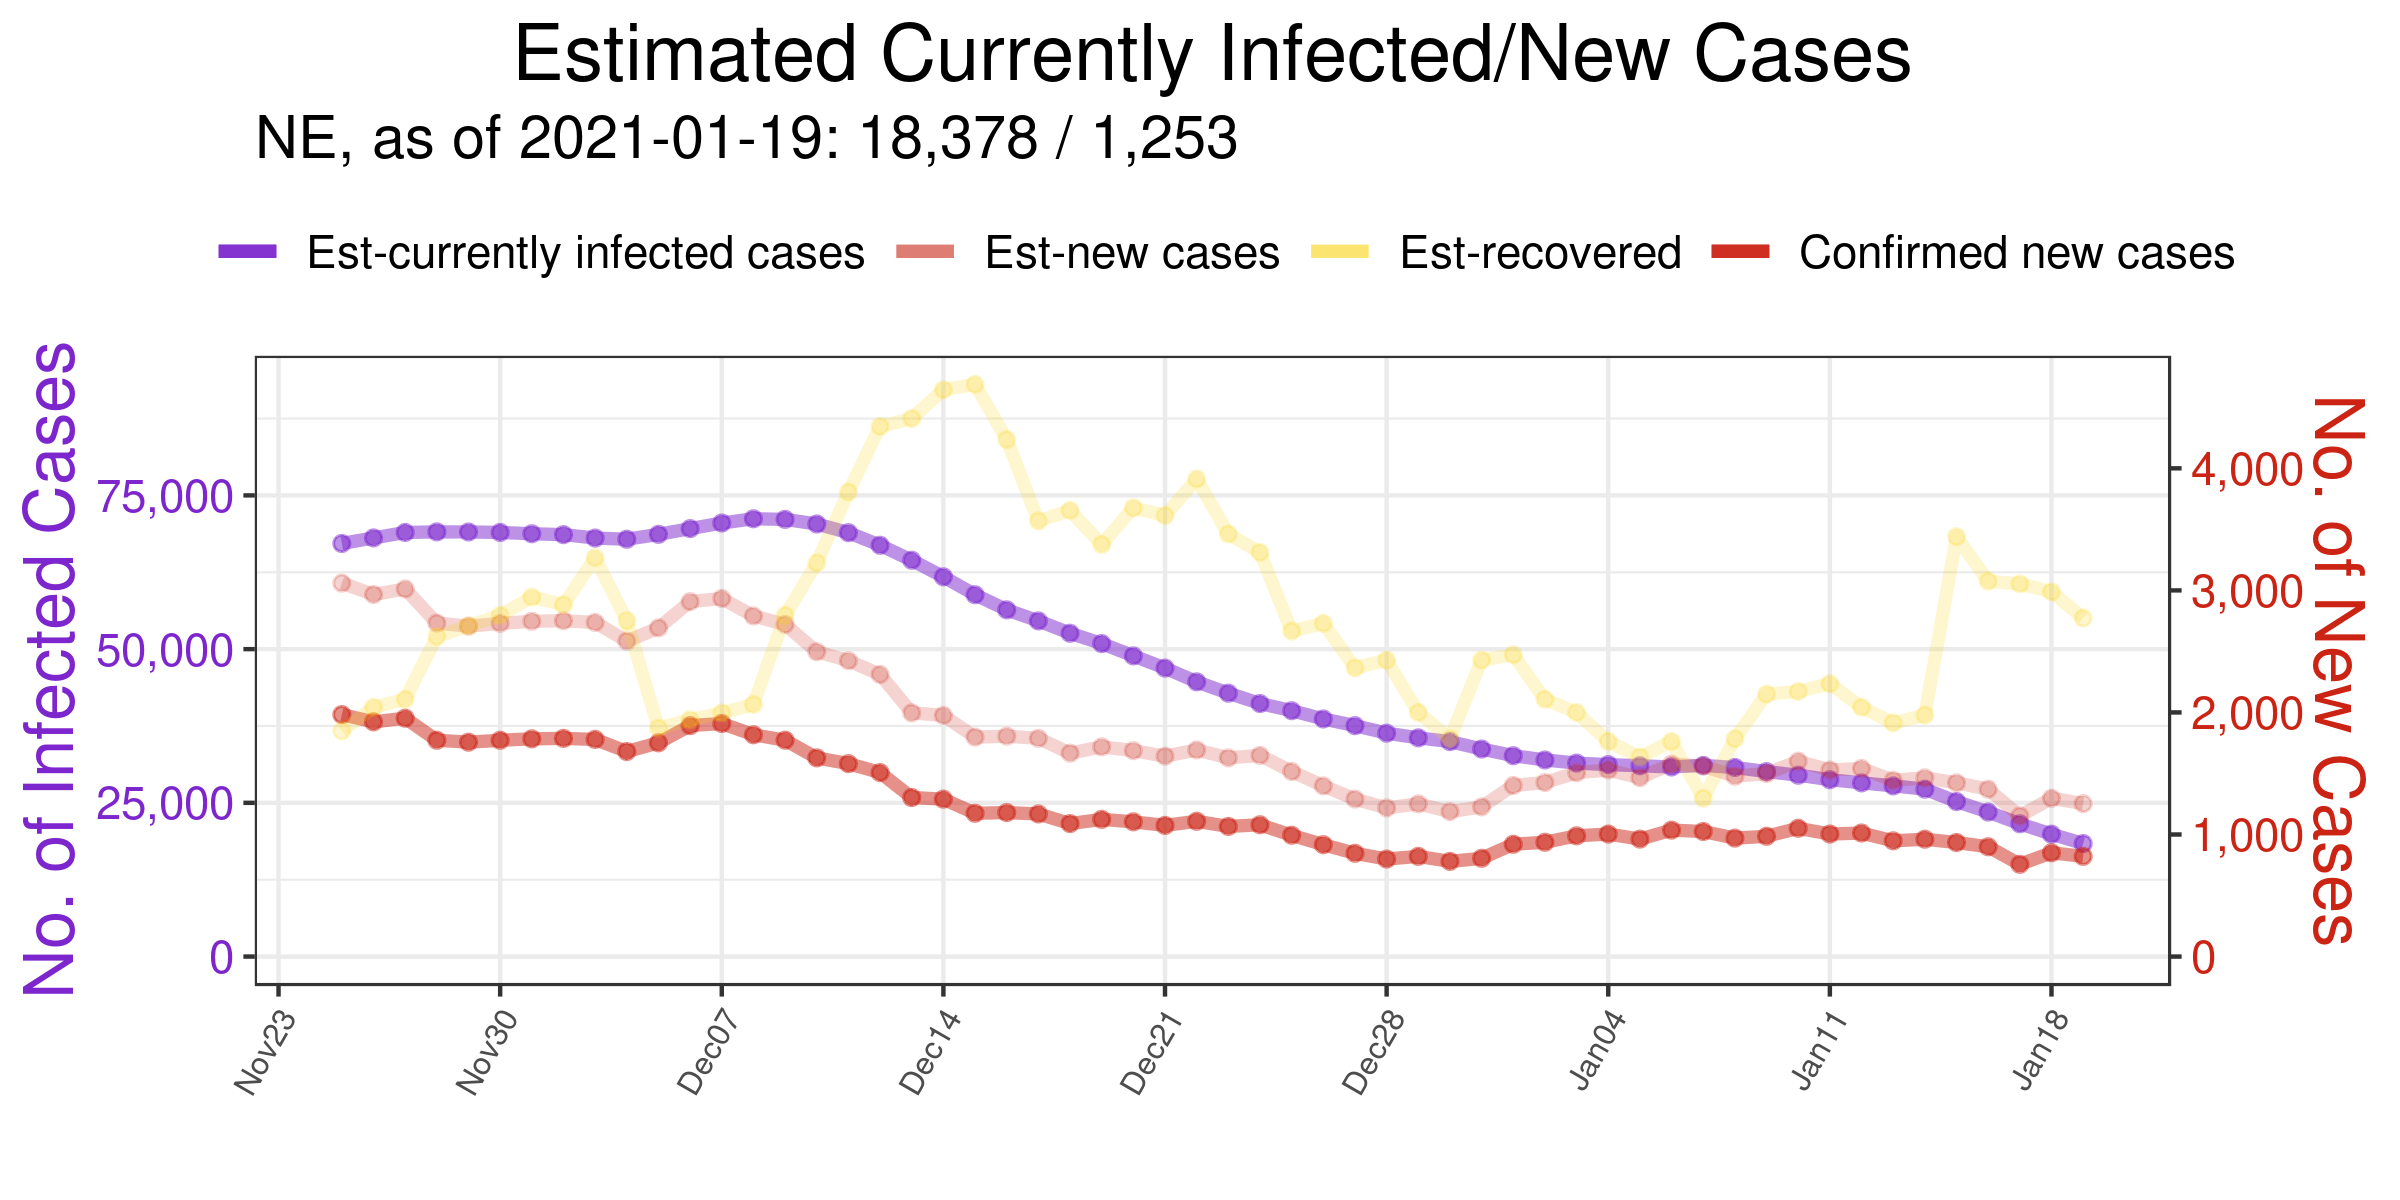 Estimated Currently Infected/New Cases
NE, as of 2021-01-19: 18,378 / 1,253
Est-currently infected cases Est-new cases Est-recovered Confirmed new cases
No. of Infected Cases
75,000
50,000
25,000
0
4,000
3,000
2,000
1,000
0
No. of New Cases
Nov23 Nov30 Dec07 Dec14 Dec21 Dec28 Jan04 Jan11 Jan18